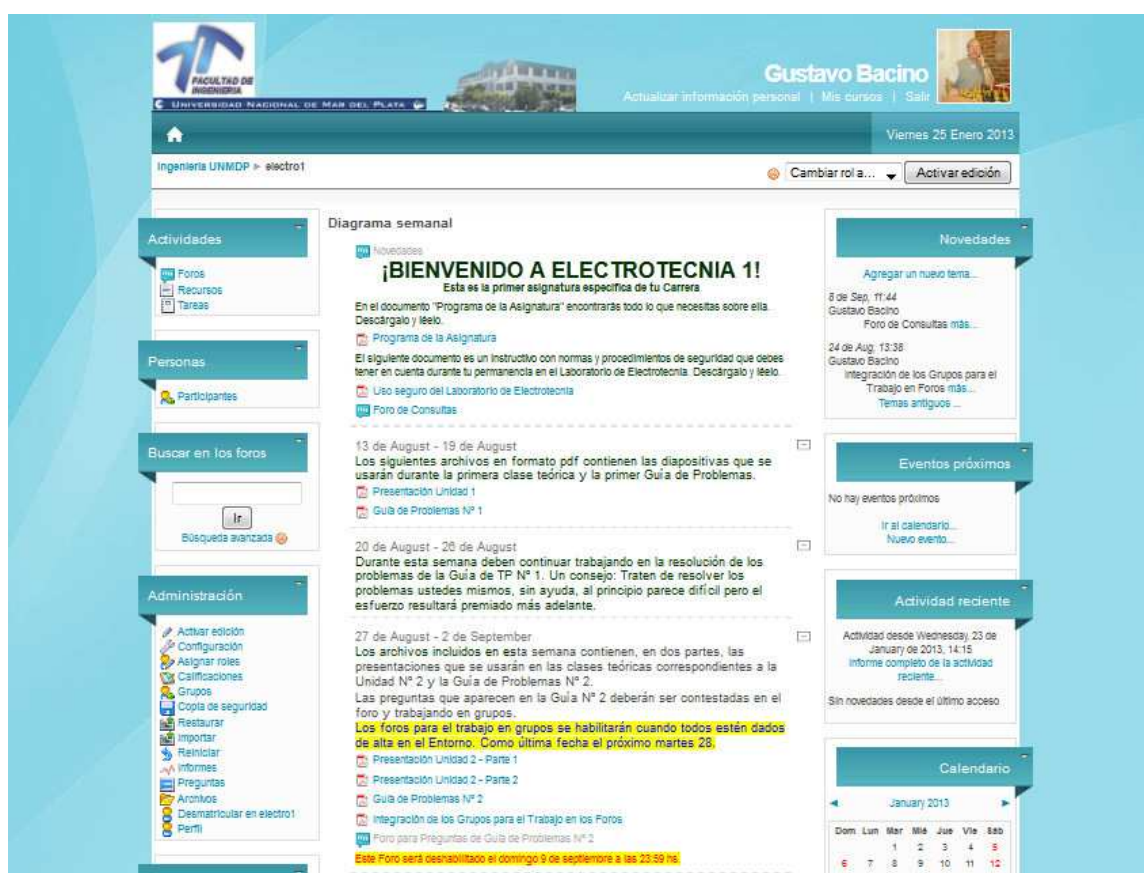 FACULTAD DE
INGENIERIA
UNIVERSIDAD NACIONAL DE MAR DEL PLATA
Gustavo Bacino
Actualizar información personal | Mis cursos | Salir
Viernes 25 Enero 2013
Ingeniería UNMDP ► electro1
Cambiar rol a...
Activar edición
Actividades
Foros
Recursos
Tareas
Personas
Participantes
Buscar en los foros
Ir
Búsqueda avanzada
Administración
Activar edición
Configuración
Asignar roles
Calificaciones
Grupos
Copia de seguridad
Restaurar
Importar
Reiniciar
Informes
Preguntas
Archivos
Desmatricular en electro1
Perfil
Diagrama semanal
Novedades
¡BIENVENIDO A ELECTROTECNIA 1!
Esta es la primer asignatura especifica de tu Carrera
En el documento "Programa de la Asignatura" encontrarás todo lo que necesitas sobre ella.
Descárgalo y léelo.
Programa de la Asignatura
El siguiente documento es un instructivo con normas y procedimientos de seguridad que debes
tener en cuenta durante tu permanencia en el Laboratorio de Electrotecnia. Descárgalo y léelo.
Uso seguro del Laboratorio de Electrotecnia
Foro de Consultas
13 de August - 19 de August
Los siguientes archivos en formato pdf contienen las diapositivas que se
usarán durante la primera clase teórica y la primer Guía de Problemas.
Presentación Unidad 1
Guía de Problemas Nº 1
20 de August - 26 de August
Durante esta semana deben continuar trabajando en la resolución de los
problemas de la Guía de TP Nº 1. Un consejo: Traten de resolver los
problemas ustedes mismos, sin ayuda, al principio parece difícil pero el
esfuerzo resultará premiado más adelante.
27 de August - 2 de September
Los archivos incluidos en esta semana contienen, en dos partes, las
presentaciones que se usarán en las clases teóricas correspondientes a la
Unidad Nº 2 y la Guía de Problemas Nº 2.
Las preguntas que aparecen en la Guía Nº 2 deberán ser contestadas en el
foro y trabajando en grupos.
Los foros para el trabajo en grupos se habilitarán cuando todos estén dados
de alta en el Entorno. Como última fecha el próximo martes 28.
Presentación Unidad 2 - Parte 1
Presentación Unidad 2 - Parte 2
Guía de Problemas Nº 2
Integración de los Grupos para el Trabajo en los Foros
Foro para Preguntas de Guía de Problemas Nº 2
Este Foro será deshabilitado el domingo 9 de septiembre a las 23:59 hs.
Novedades
Agregar un nuevo tema...
8 de Sep, 11:44
Gustavo Bacino
Foro de Consultas más...
24 de Aug, 13:38
Gustavo Bacino
Integración de los Grupos para el
Trabajo en Foros más...
Temas antiguos ...
Eventos próximos
No hay eventos próximos
Ir al calendario...
Nuevo evento...
Actividad reciente
Actividad desde Wednesday, 23 de
January de 2013, 14:15
Informe completo de la actividad
reciente...
Sin novedades desde el último acceso
Calendario
◄ January 2013 ►
Dom Lun Mar Mié Jue Vie Sáb
1 2 3 4 5
6 7 8 9 10 11 12